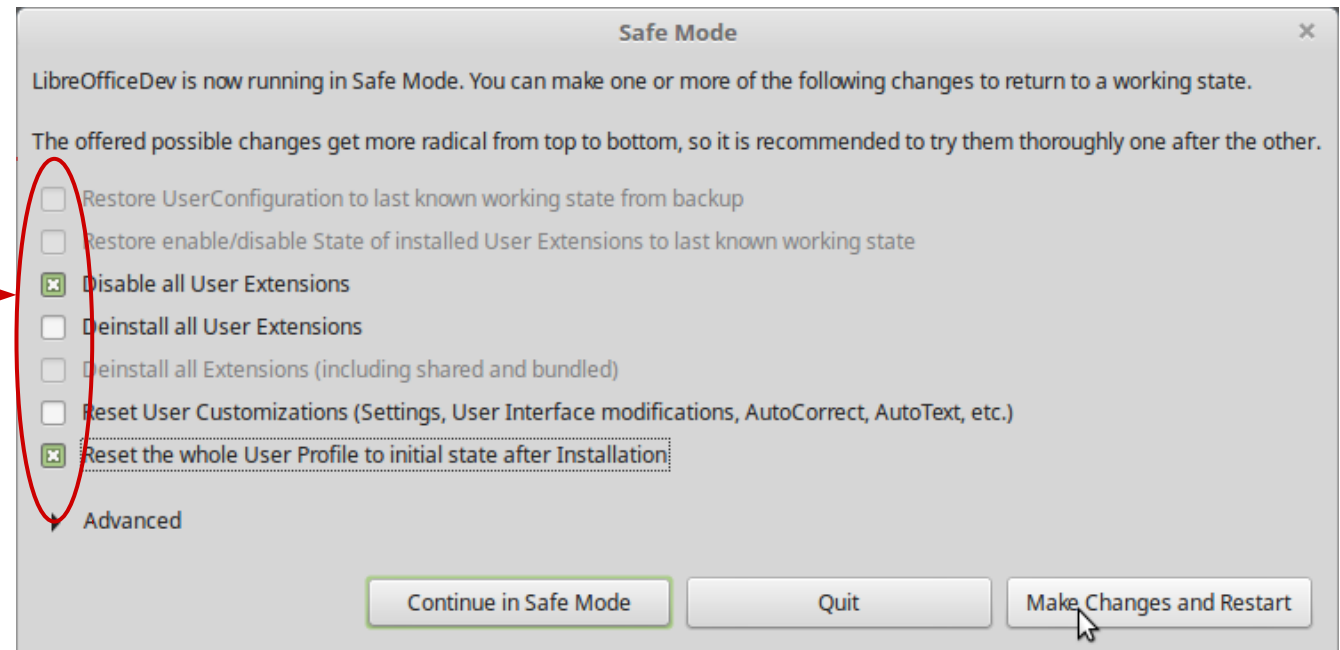 Safe Mode
LibreOfficeDev is now running in Safe Mode. You can make one or more of the following changes to return to a working state.
The offered possible changes get more radical from top to bottom, so it is recommended to try them thoroughly one after the other.
Restore UserConfiguration to last known working state from backup
Restore enable/disable State of installed User Extensions to last known working state
Disable all User Extensions
Deinstall all User Extensions
Deinstall all Extensions (including shared and bundled)
Reset User Customizations (Settings, User Interface modifications, AutoCorrect, AutoText, etc.)
Reset the whole User Profile to initial state after Installation
Advanced
Continue in Safe Mode Quit Make Changes and Restart